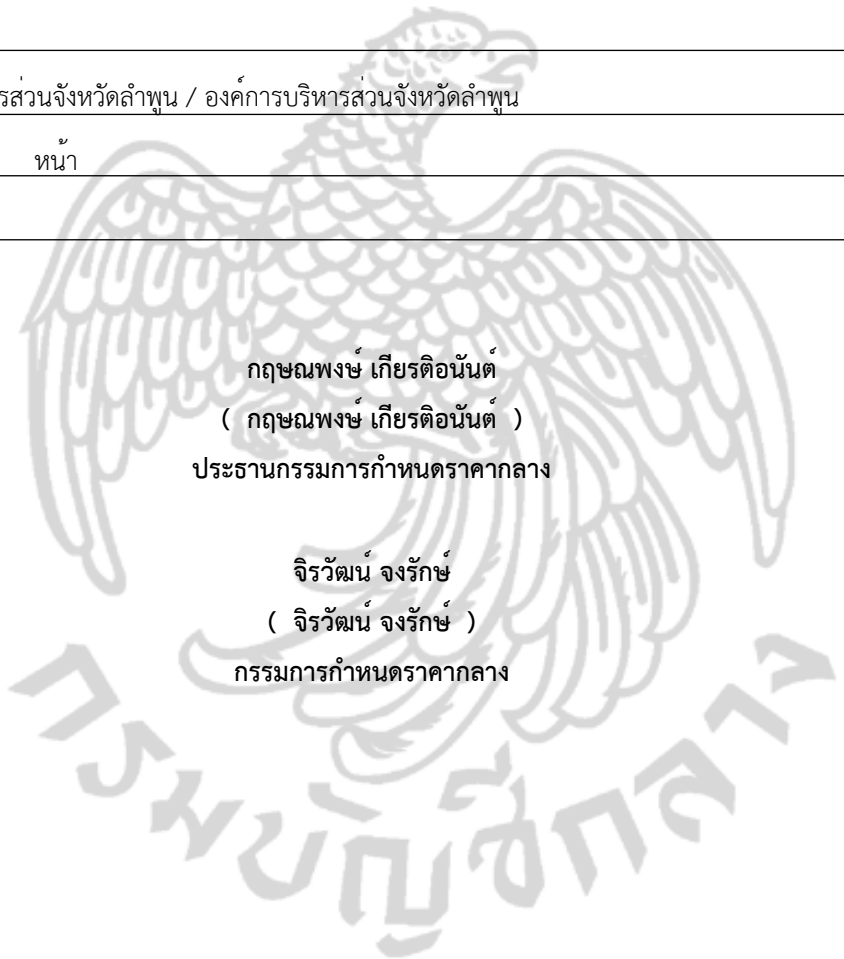 รส่วนจังหวัดลำพูน / องค์การบริหารส่วนจังหวัดลำพูน
หน้า
กฤษณพงษ์ เกียรติอนันต์
( กฤษณพงษ์ เกียรติอนันต์ )
ประธานกรรมการกำหนดราคากลาง
จิรวัฒน์ จงรักษ์
( จิรวัฒน์ จงรักษ์ )
กรรมการกำหนดราคากลาง
กรมบัญชีกลาง